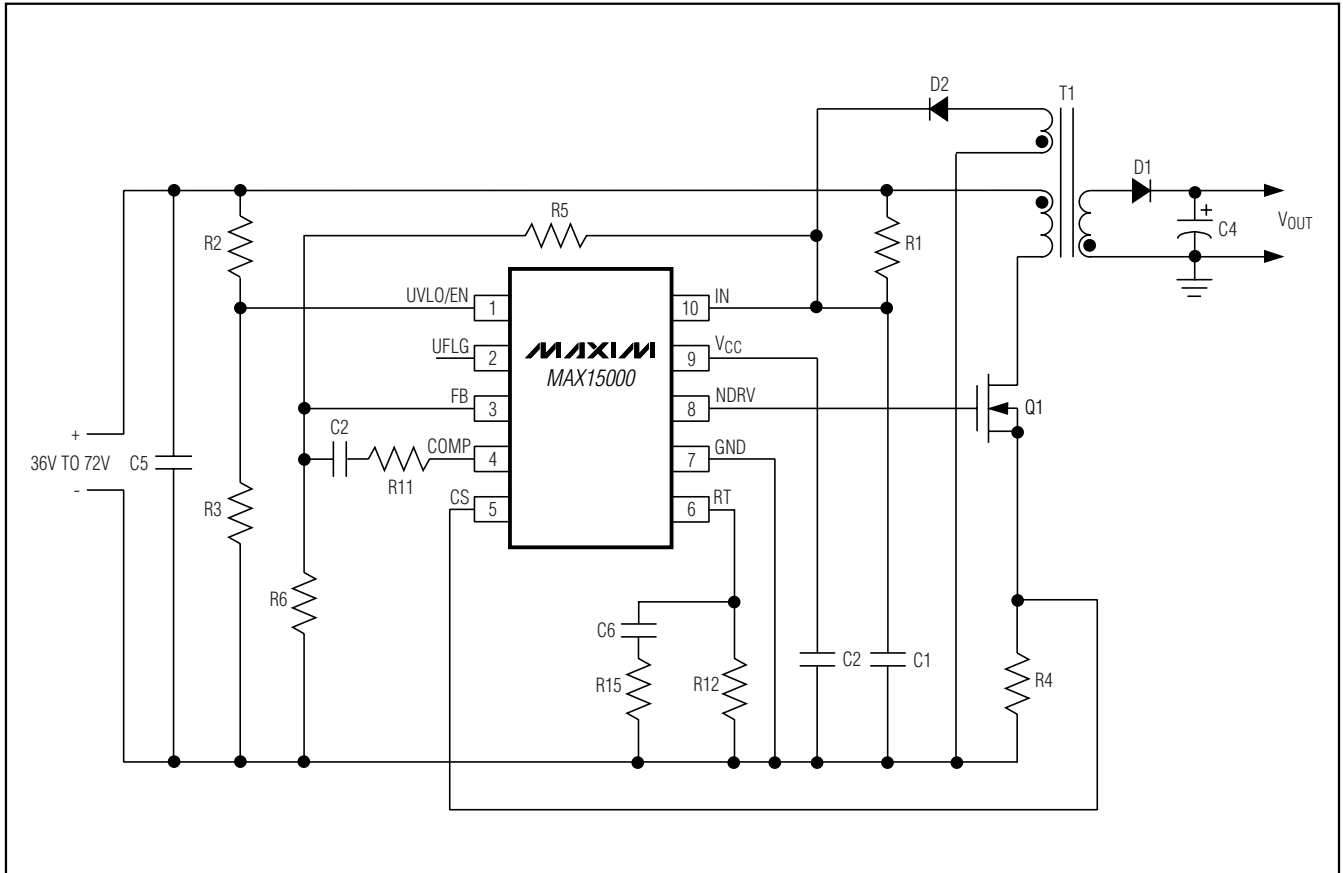 D2
T1
D1
+
C4
VOUT
R5
R2
R1
UVLO/EN
1
10
IN
UFLG
2
MAXIM
MAX15000
9
VCC
FB
3
8
NDRV
Q1
C2
R11
COMP
4
7
GND
+
36V TO 72V
-
C5
R3
CS
5
6
RT
R6
C6
R15
R12
C2
C1
R4